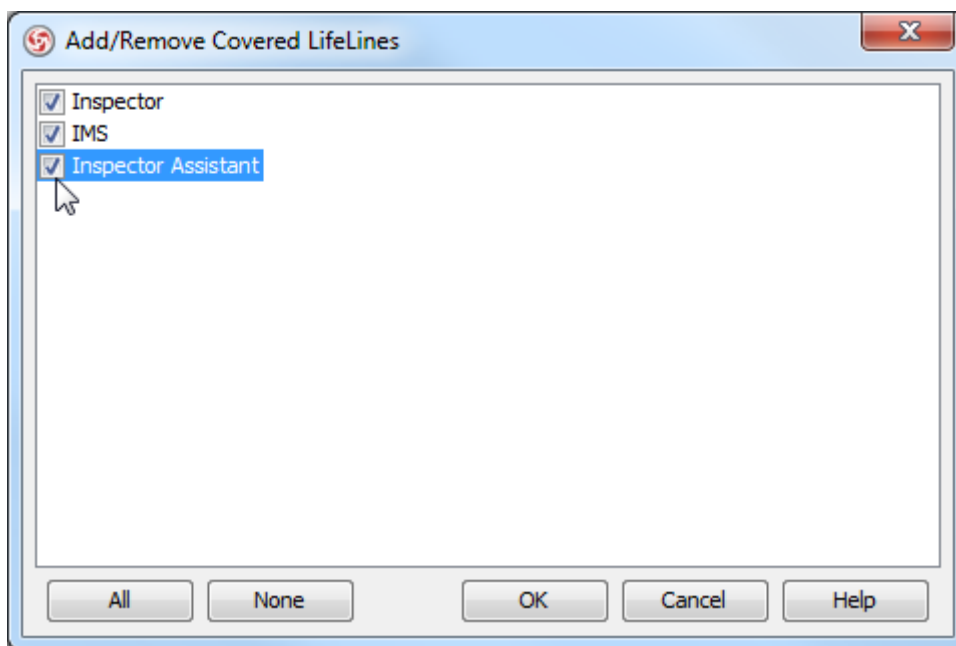 Add/Remove Covered LifeLines
Inspector
IMS
Inspector Assistant
All None OK Cancel Help